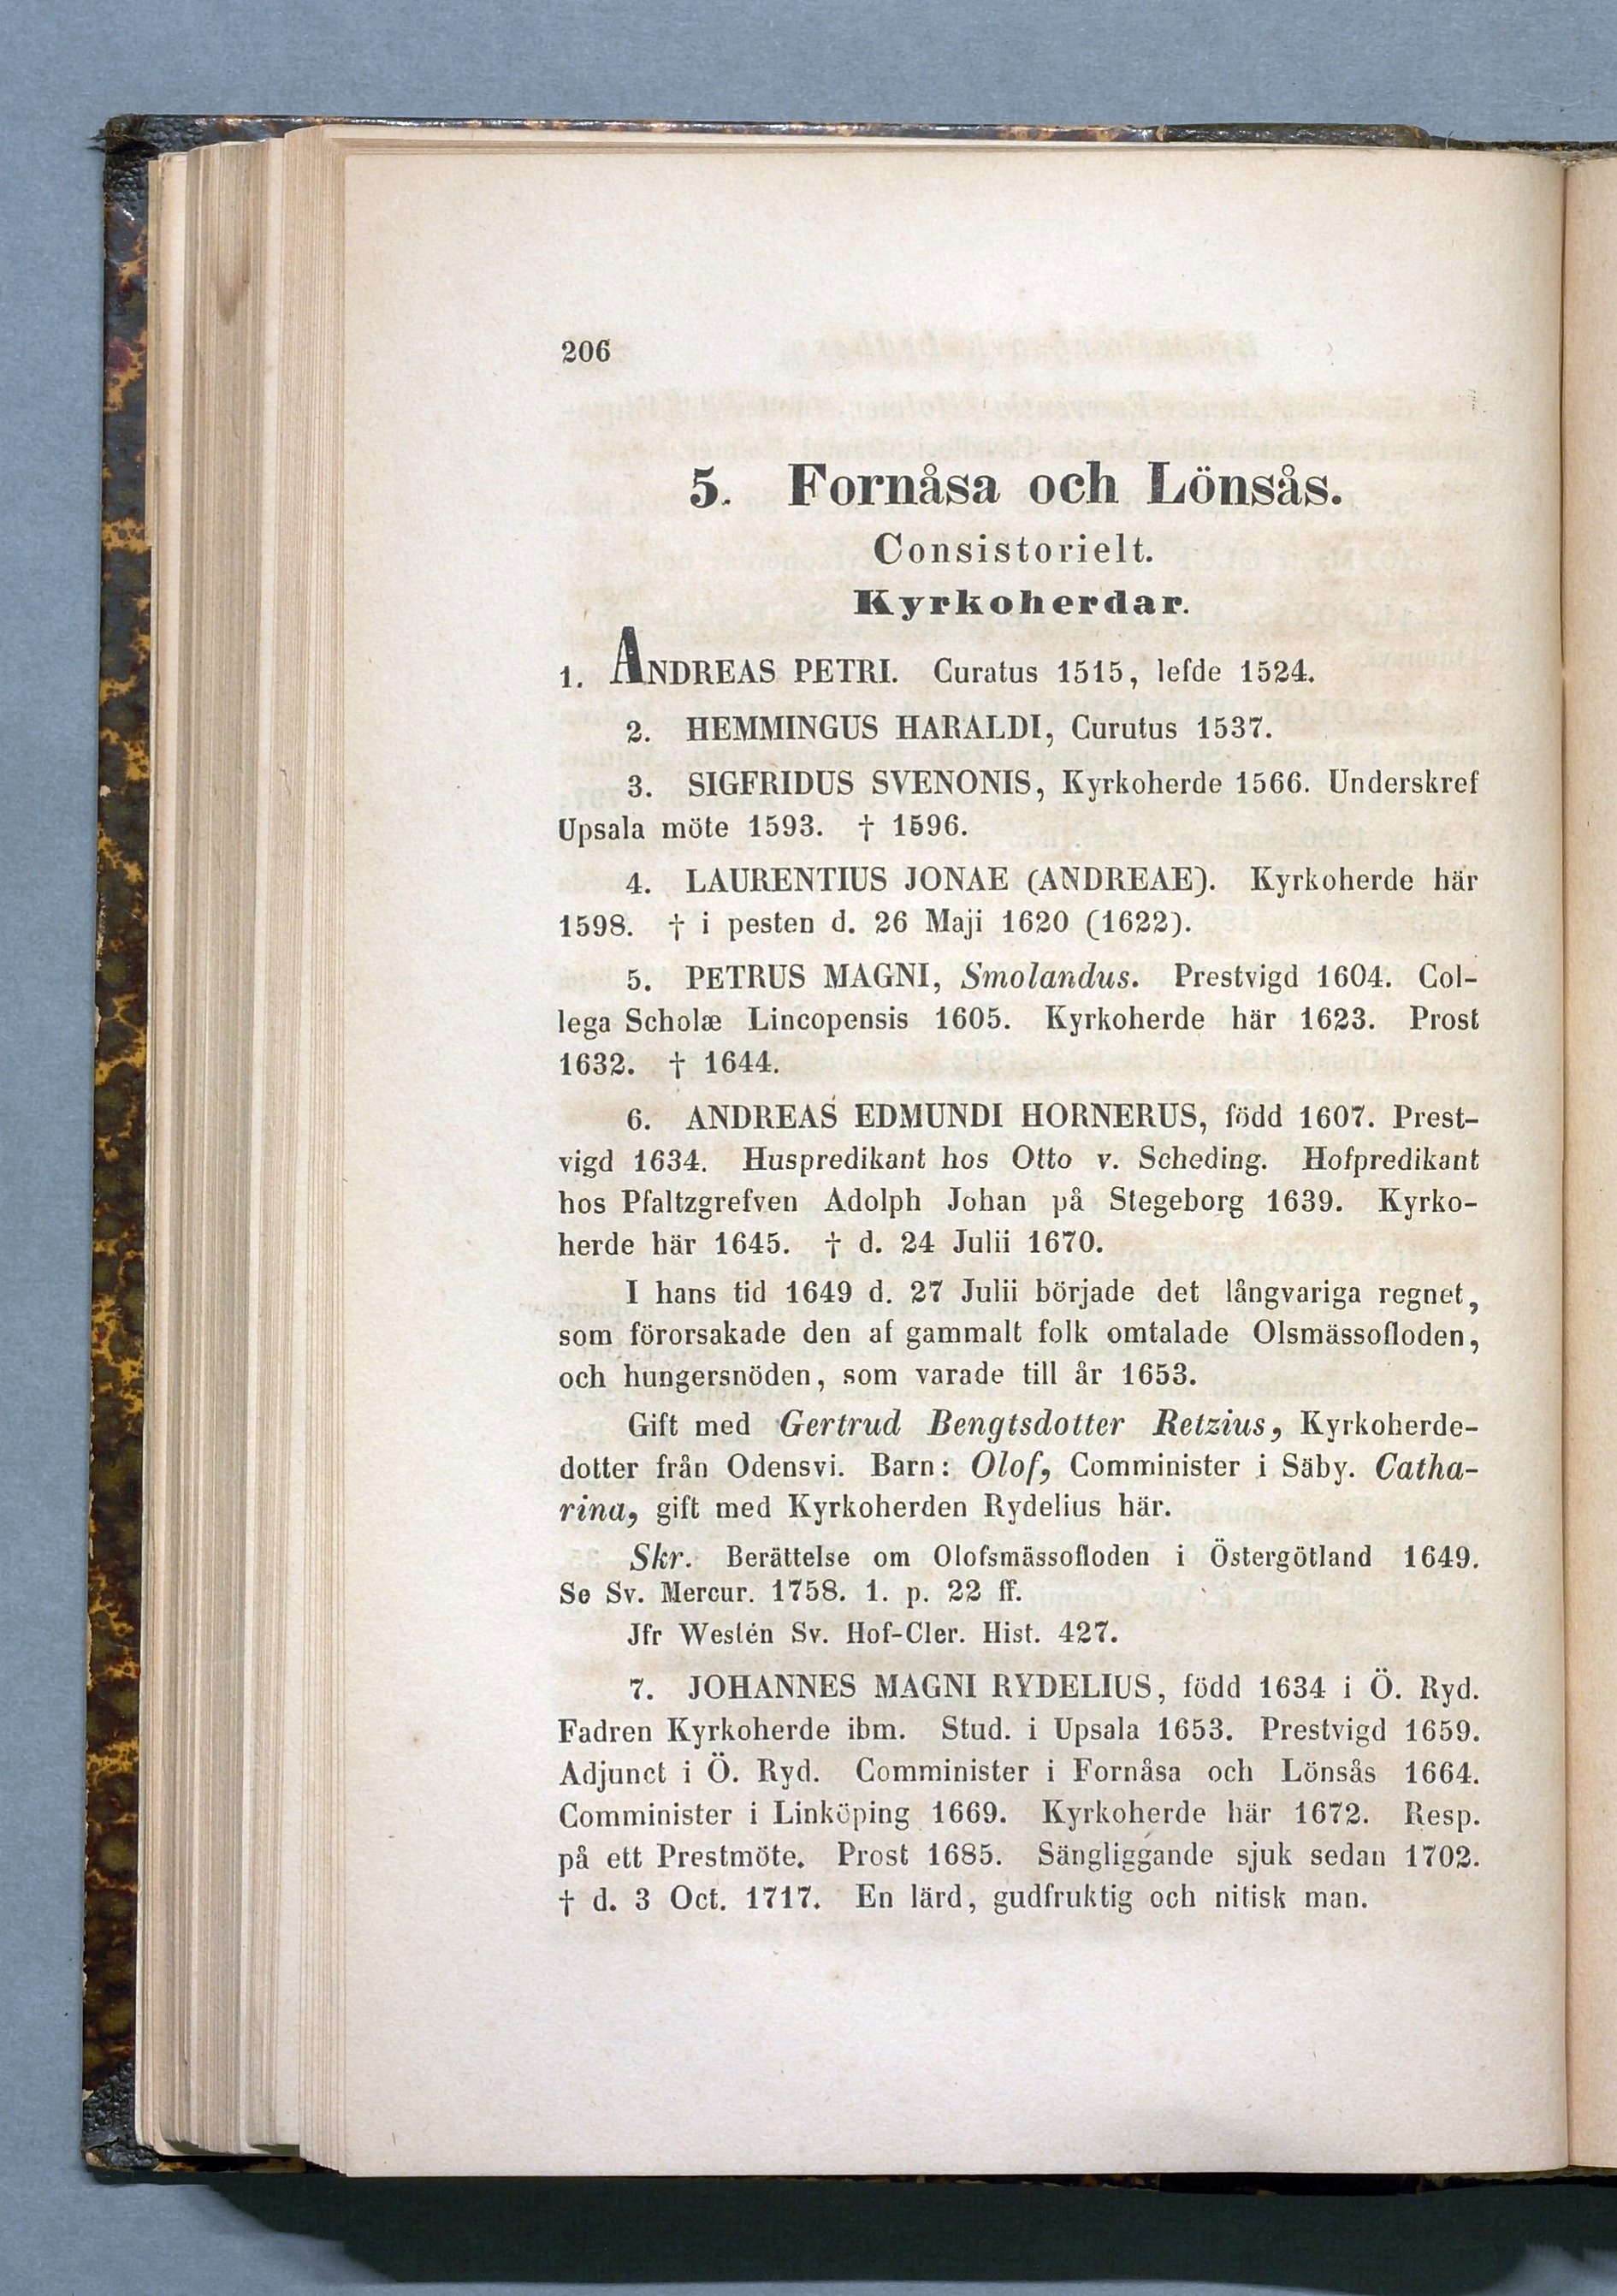 206
5. Fornåsa och Lönsås.
Consistorielt.
Kyrkoherdar.
1. ANDREAS PETRI. Curatus 1515, lefde 1524.
2. HEMMINGUS HARALDI, Curutus 1537.
3. SIGFRIDUS SVENONIS, Kyrkoherde 1566. Underskref
Upsala möte 1593. † 1596.
4. LAURENTIUS JONAE (ANDREAE). Kyrkoherde här
1598. † i pesten d. 26 Maji 1620 (1622).
5. PETRUS MAGNI, Smolandus. Prestvigd 1604. Col-
lega Scholæ Lincopensis 1605. Kyrkoherde här 1623. Prost
1632. † 1644.
6. ANDREAS EDMUNDI HORNERUS, född 1607. Prest-
vigd 1634. Huspredikant hos Otto v. Scheding. Hofpredikant
hos Pfaltzgrefven Adolph Johan på Stegeborg 1639. Kyrko-
herde här 1645. † d. 24 Julii 1670.
I hans tid 1649 d. 27 Julii började det långvariga regnet,
som förorsakade den af gammalt folk omtalade Olsmässofloden,
och hungersnöden, som varade till år 1653.
Gift med Gertrud Bengtsdotter Retzius, Kyrkoherde-
dotter från Odensvi. Barn: Olof, Comminister i Säby. Catha-
rina, gift med Kyrkoherden Rydelius här.
Skr. Berättelse om Olofsmässofloden i Östergötland 1649.
Se Sv. Mercur. 1758. 1. p. 22 ff.
Jfr Westén Sv. Hof-Cler. Hist. 427.
7. JOHANNES MAGNI RYDELIUS, född 1634 i Ö. Ryd.
Fadren Kyrkoherde ibm. Stud. i Upsala 1653. Prestvigd 1659.
Adjunct i Ö. Ryd. Comminister i Fornåsa och Lönsås 1664.
Comminister i Linköping 1669. Kyrkoherde här 1672. Resp.
på ett Prestmöte. Prost 1685. Sängliggande sjuk sedan 1702.
† d. 3 Oct. 1717. En lärd, gudfruktig och nitisk man.